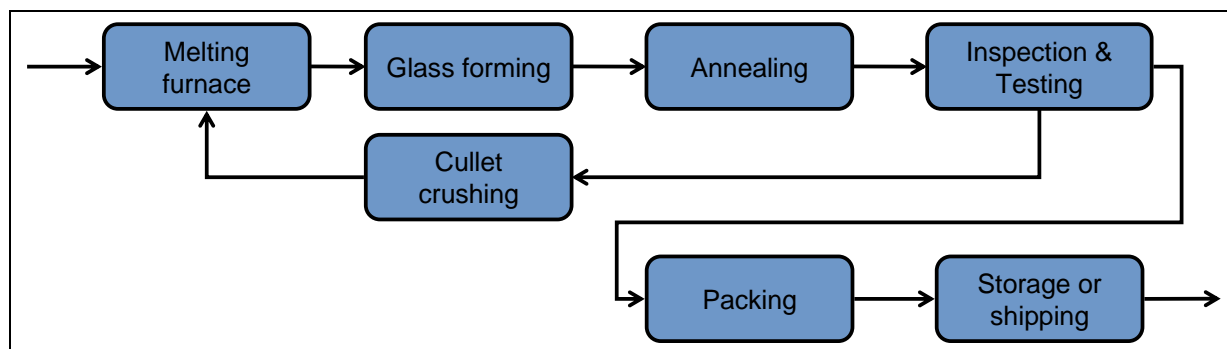 Melting
furnace
Glass forming
Annealing
Inspection &
Testing
Cullet
crushing
Packing
Storage or
shipping